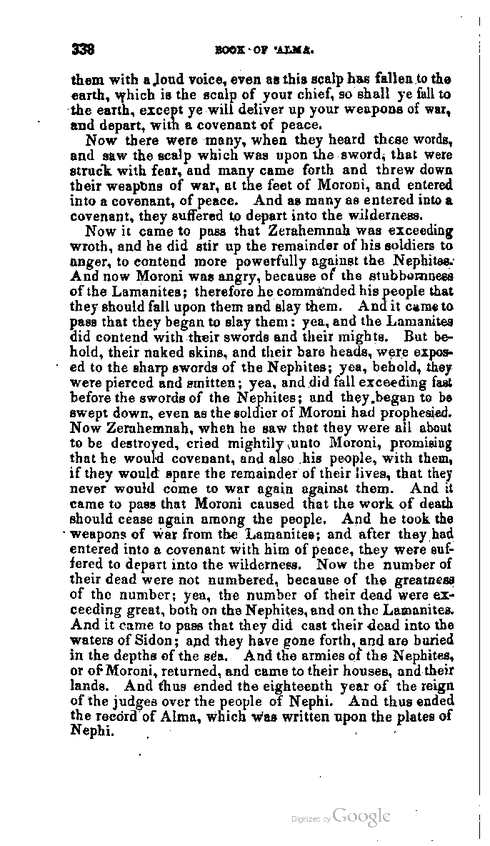 338 BOOK OF ALMA.
them with a loud voice, even as this scalp has fallen to the
earth, which is the scalp of your chief, so shall ye fall to
the earth, except ye will deliver up your weapons of war,
and depart, with a covenant of peace.
Now there were many, when they heard these words,
and saw the scalp which was upon the sword, that were
struck with fear, and many came forth and threw down
their weapons of war, at the feet of Moroni, and entered
into a covenant, of peace. And as many as entered into a
covenant, they suffered to depart into the wilderness.
Now it came to pass that Zerahemnah was exceeding
wroth, and he did stir up the remainder of his soldiers to
anger, to contend more powerfully against the Nephites.
And now Moroni was angry, because of the stubbornness
of the Lamanites; therefore he commanded his people that
they should fall upon them and slay them. And it came to
pass that they began to slay them: yea, and the Lamanites
did contend with their swords and their mights. But be-
hold, their naked skins, and their bare heads, were expos-
ed to the sharp swords of the Nephites; yea, behold, they
were pierced and smitten; yea, and did fall exceeding fast
before the swords of the Nephites; and they began to be
swept down, even as the soldier of Moroni had prophesied.
Now Zerahemnah, when he saw that they were all about
to be destroyed, cried mightily unto Moroni, promising
that he would covenant, and also his people, with them,
if they would spare the remainder of their lives, that they
never would come to war again against them. And it
came to pass that Moroni caused that the work of death
should cease again among the people. And he took the
weapons of war from the Lamanites; and after they had
entered into a covenant with him of peace, they were suf-
fered to depart into the wilderness. Now the number of
their dead were not numbered, because of the greatness
of the number; yea, the number of their dead were ex-
ceeding great, both on the Nephites, and on the Lamanites.
And it came to pass that they did cast their dead into the
waters of Sidon; and they have gone forth, and are buried
in the depths of the sea. And the armies of the Nephites,
or of Moroni, returned, and came to their houses, and their
lands. And thus ended the eighteenth year of the reign
of the judges over the people of Nephi. And thus ended
the record of Alma, which was written upon the plates of
Nephi.
Digitized by Google